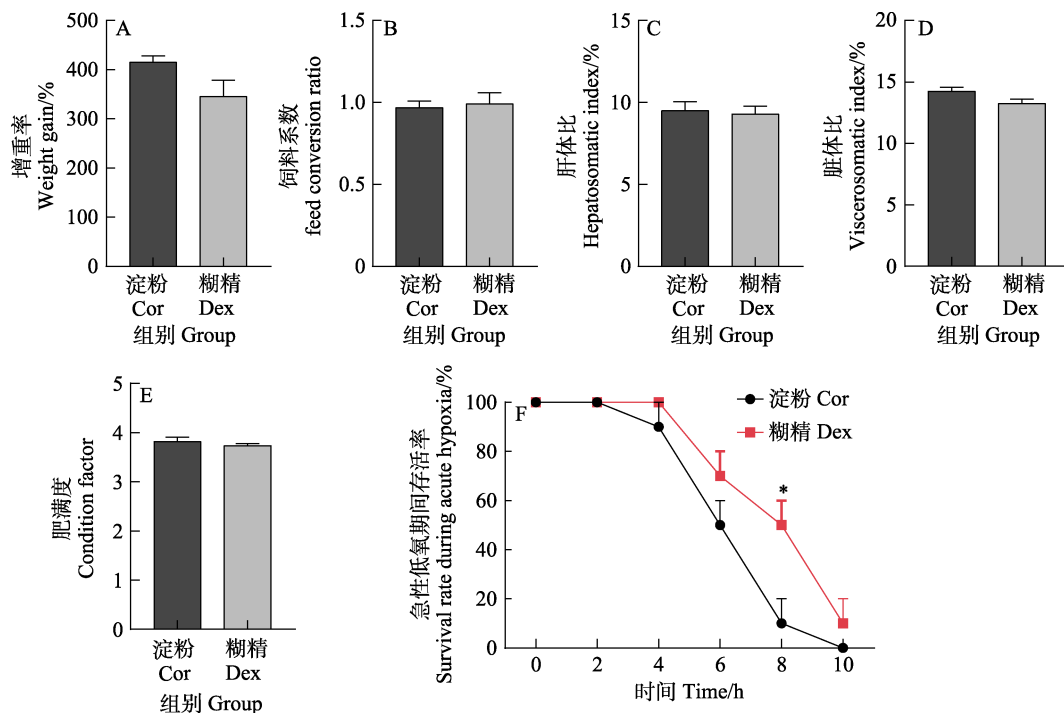 A
增重率
Weight gain/%
500
400
300
200
100
0
淀粉
Cor
糊精
Dex
组别 Group
B
饲料系数
feed conversion ratio
1.5
1.0
0.5
0
淀粉
Cor
糊精
Dex
组别 Group
C
肝体比
Hepatosomatic index/%
15
10
5
0
淀粉
Cor
糊精
Dex
组别 Group
D
脏体比
Viscerosomatic index/%
20
15
10
5
0
淀粉
Cor
糊精
Dex
组别 Group
E
肥满度
Condition factor
5
4
3
2
1
0
淀粉
Cor
糊精
Dex
组别 Group
F
急性低氧期间存活率
Survival rate during acute hypoxia/%
100
80
60
40
20
0
淀粉 Cor
糊精 Dex
*
0 2 4 6 8 10
时间 Time/h